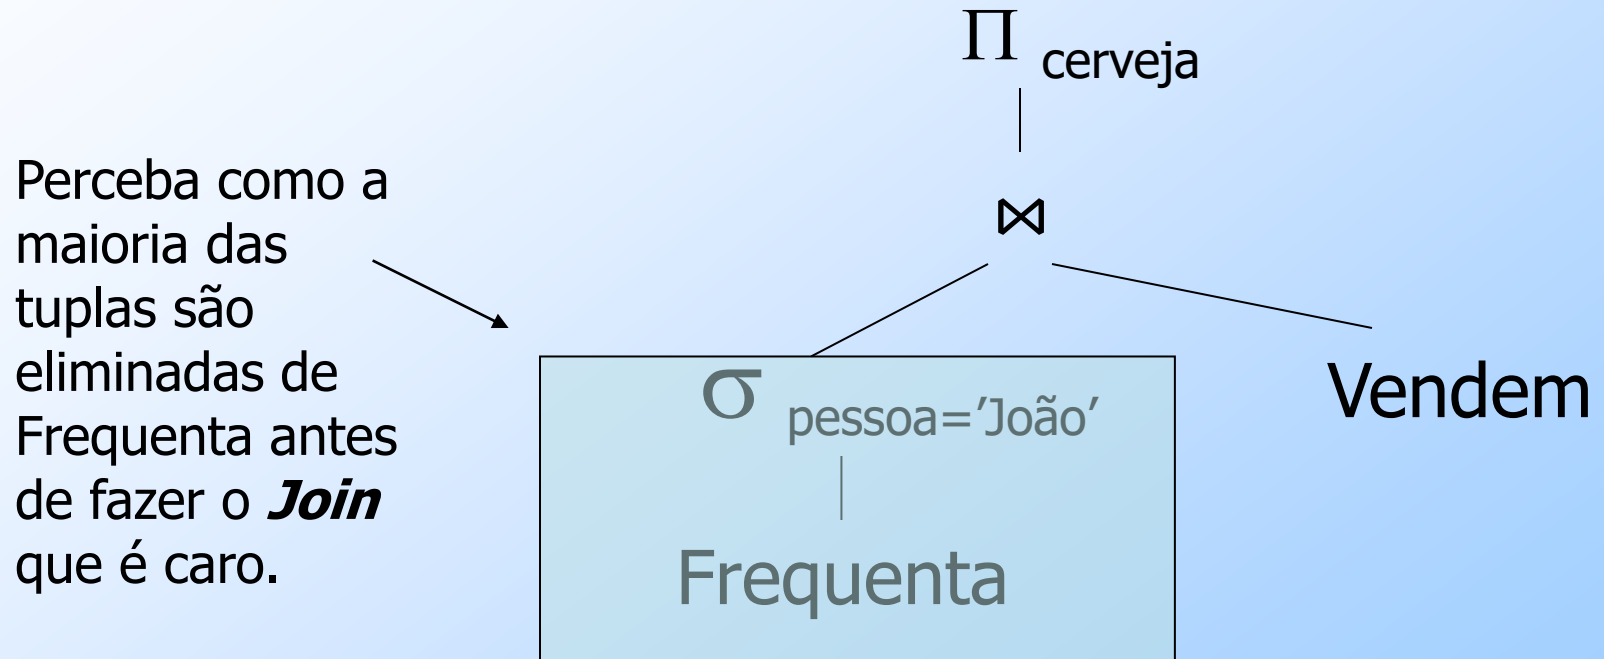 Π cerveja
Perceba como a
maioria das
tuplas são
eliminadas de
Frequenta antes
de fazer o Join
que é caro.
⋈
σ pessoa=’João’
Vendem
Frequenta